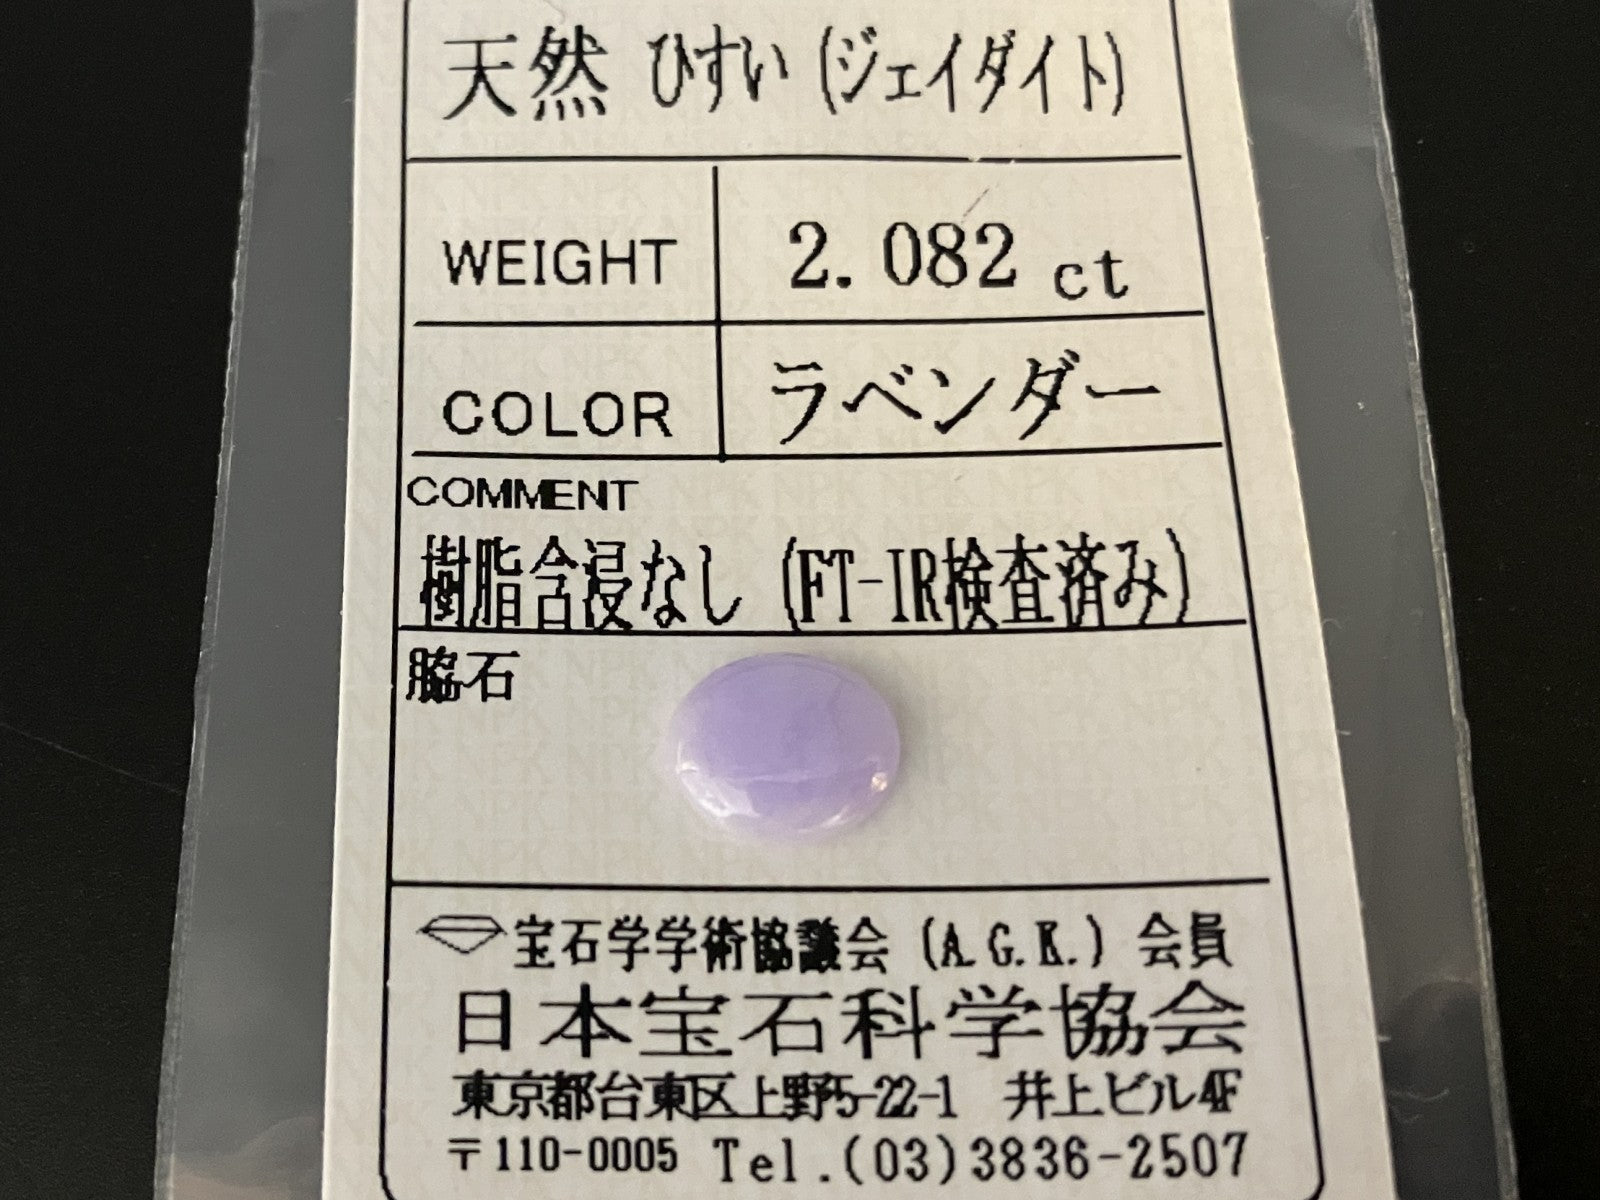 天然 ひすい (ジェイダイト)
WEIGHT 2.082 ct
COLOR ラベンダー
COMMENT
樹脂含浸なし (FT-IR検査済み)
脇石
宝石学学術協議会 (A.G.K.) 会員
日本宝石科学協会
東京都台東区上野5-22-1 井上ビル4F
〒110-0005 Tel.(03)3836-2507